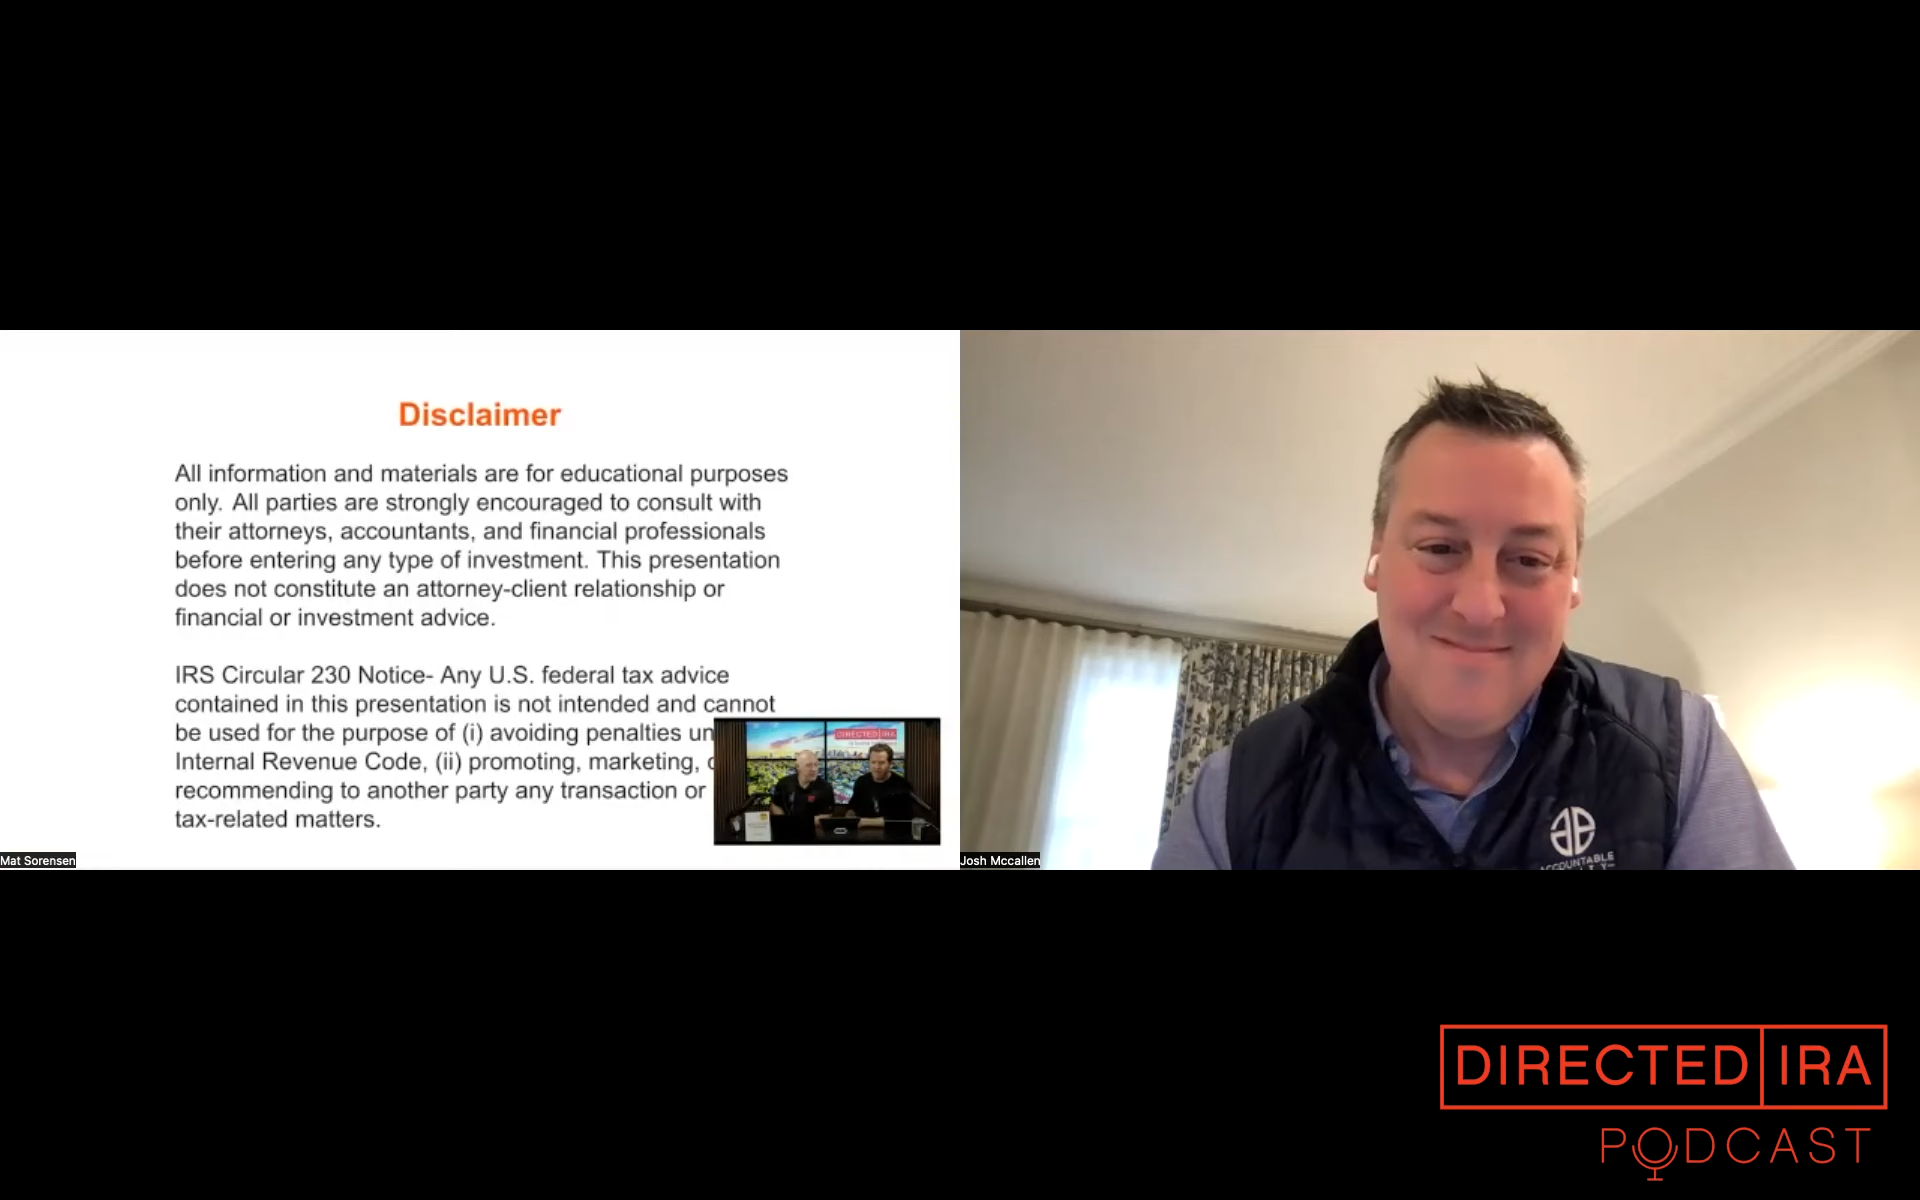 Disclaimer
All information and materials are for educational purposes
only. All parties are strongly encouraged to consult with
their attorneys, accountants, and financial professionals
before entering any type of investment. This presentation
does not constitute an attorney-client relationship or
financial or investment advice.
IRS Circular 230 Notice- Any U.S. federal tax advice
contained in this presentation is not intended and cannot
be used for the purpose of (i) avoiding penalties un
Internal Revenue Code, (ii) promoting, marketing,
recommending to another party any transaction or
tax-related matters.
DIRECTED IRA
Mat Sorensen
Josh Mccallen
ACCOUNTABLE
DIRECTED IRA
PODCAST